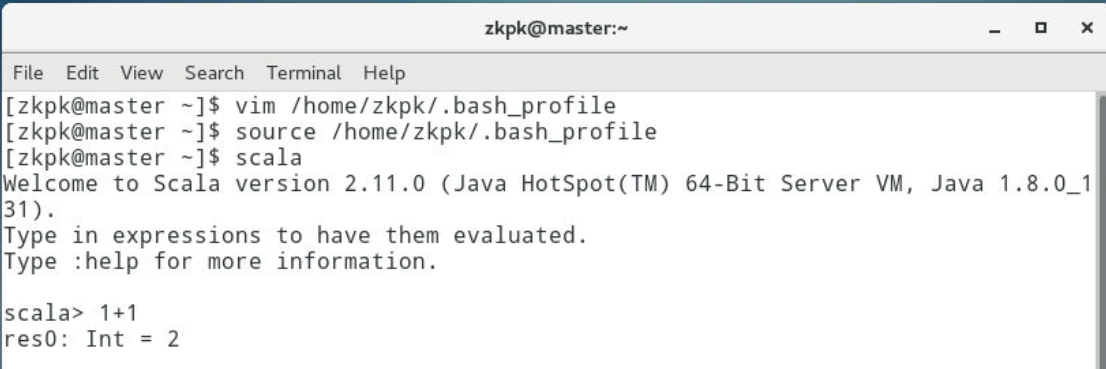 zkpk@master:~
File Edit View Search Terminal Help
[zkpk@master ~]$ vim /home/zkpk/.bash_profile
[zkpk@master ~]$ source /home/zkpk/.bash_profile
[zkpk@master ~]$ scala
Welcome to Scala version 2.11.0 (Java HotSpot(TM) 64-Bit Server VM, Java 1.8.0_1
31).
Type in expressions to have them evaluated.
Type :help for more information.
scala> 1+1
res0: Int = 2